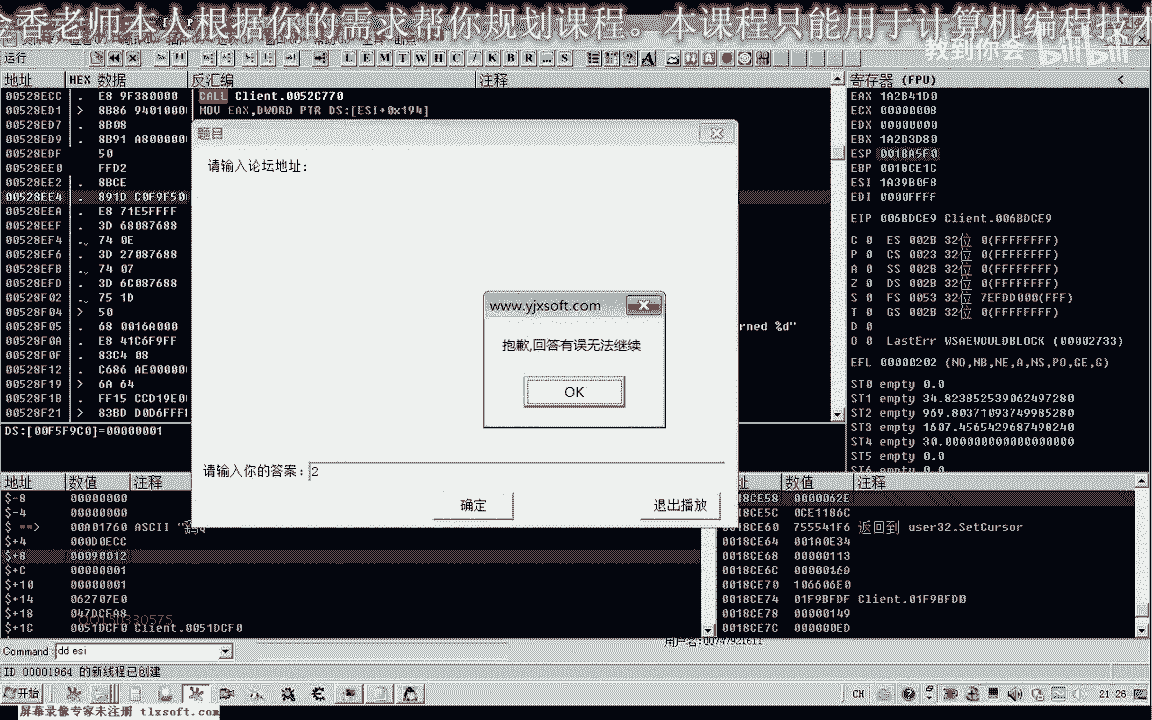 会香老师本人根据你的需求帮你规划课程。本课程只能用于计算机编程技术
教到你会 bilibili
运行 L E M T W H C / K B R ... S
地址 HEX 数据 反汇编 注释
00528ECC . E8 9F380000 CALL Client.0052C770
00528ED1 > 8B86 94010000 MOV EAX,DWORD PTR DS:[ESI+0x194]
00528ED7 . 8B08
00528ED9 . 8B91 A8000000
00528EDF 50
00528EE0 FFD2
00528EE2 . 8BCE
00528EE4 . 891D C0F9F500
00528EEA . E8 71E5FFFF
00528EEF . 3D 68087688
00528EF4 . 74 0E
00528EF6 . 3D 27087688
00528EFB . 74 07
00528EFD . 3D 6C087688
00528F02 . 75 1D
00528F04 > 50
00528F05 . 68 0016A000 rned %d"
00528F0A . E8 41C6F9FF
00528F0F . 83C4 08
00528F12 . C686 AE000000
00528F19 > 6A 64
00528F1B . FF15 CCD19E00
00528F21 > 83BD D0D6FFFF
DS:[00F5F9C0]=00000001
题目
请输入论坛地址:
www.yjxsoft.com
抱歉,回答有误无法继续
OK
请输入你的答案: 2
确定 退出播放
寄存器 (FPU) <
EAX 1A2B41D0
ECX 00000008
EDX 00000000
EBX 1A2D3D80
ESP 0018A5F0
EBP 0018CE1C
ESI 1A39B0F8
EDI 0000FFFF
EIP 006BDCE9 Client.006BDCE9
C 0 ES 002B 32位 0(FFFFFFFF)
P 0 CS 0023 32位 0(FFFFFFFF)
A 0 SS 002B 32位 0(FFFFFFFF)
Z 0 DS 002B 32位 0(FFFFFFFF)
S 0 FS 0053 32位 7EFDD000(FFF)
T 0 GS 002B 32位 0(FFFFFFFF)
D 0
O 0 LastErr WSAEWOULDBLOCK (00002733)
EFL 00000202 (NO,NB,NE,A,NS,PO,GE,G)
ST0 empty 0.0
ST1 empty 34.823852539062497280
ST2 empty 969.80371093749985280
ST3 empty 1607.4565429687498240
ST4 empty 30.000000000000000000
ST5 empty 0.0
ST6 empty 0.0
地址 数值 注释
$-8 00000000
$-4 00000000
$ ==> 00A01760 ASCII
$+4 000D0ECC
$+8 00090012
$+C 00000001
$+10 00000001
$+14 062707E0
$+18 047DCEA8
$+1C 0051DCF0 Client.0051DCF0
址 数值 注释
0018CE58 0000062E
0018CE5C 0CE1186C
0018CE60 755541F6 返回到 user32.SetCursor
0018CE64 001A0E34
0018CE68 00000113
0018CE6C 0000016D
0018CE70 106606E0
0018CE74 01F9BFDF Client.01F9BFDD
0018CE78 00000149
0018CE7C 000000ED
Command: dd esi
ID 00001964 的新线程已创建
开始 CH 21:26
屏幕录像专家未注册 tlxsoft.com